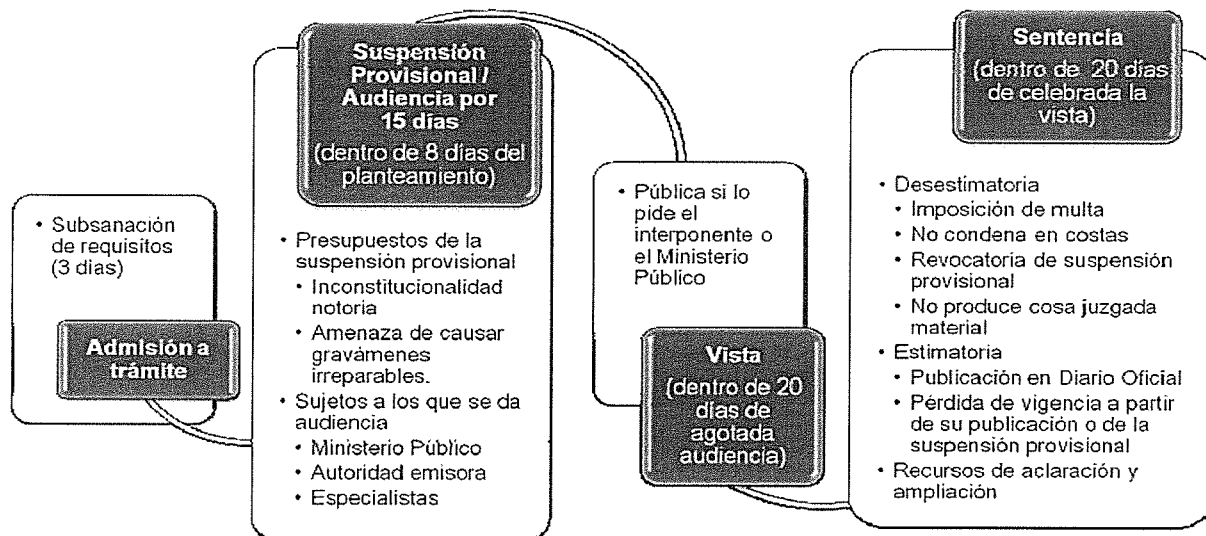 • Subsanación
de requisitos
(3 días)
Admisión a
trámite
Suspensión
Provisional /
Audiencia por
15 días
(dentro de 8 días del
planteamiento)
• Presupuestos de la
suspensión provisional
• Inconstitucionalidad
notoria
• Amenaza de causar
gravámenes
irreparables.
• Sujetos a los que se da
audiencia
• Ministerio Público
• Autoridad emisora
• Especialistas
• Pública si lo
pide el
interponente o
el Ministerio
Público
Vista
(dentro de 20
días de
agotada
audiencia)
Sentencia
(dentro de 20 días
de celebrada la
vista)
• Desestimatoria
• Imposición de multa
• No condena en costas
• Revocatoria de suspensión
provisional
• No produce cosa juzgada
material
• Estimatoria
• Publicación en Diario Oficial
• Pérdida de vigencia a partir
de su publicación o de la
suspensión provisional
• Recursos de aclaración y
ampliación